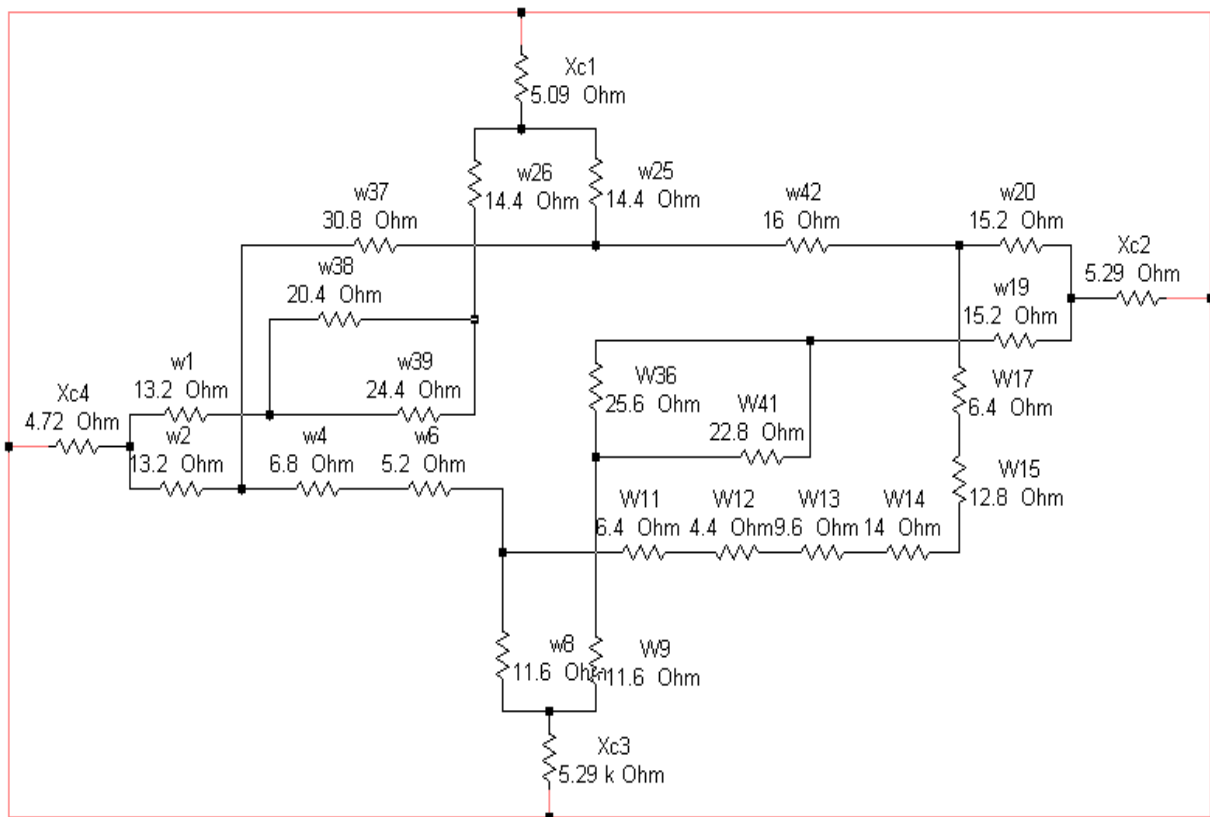 Xc1
5.09 Ohm
w26
14.4 Ohm
w25
14.4 Ohm
w37
30.8 Ohm
w42
16 Ohm
w20
15.2 Ohm
Xc2
5.29 Ohm
w38
20.4 Ohm
w19
15.2 Ohm
w1
13.2 Ohm
w39
24.4 Ohm
W36
25.6 Ohm
W17
6.4 Ohm
Xc4
4.72 Ohm
W41
22.8 Ohm
w2
13.2 Ohm
w4
6.8 Ohm
w6
5.2 Ohm
W15
12.8 Ohm
W11
6.4 Ohm
W12
4.4 Ohm
W13
9.6 Ohm
W14
14 Ohm
w8
11.6 Ohm
W9
11.6 Ohm
Xc3
5.29 k Ohm